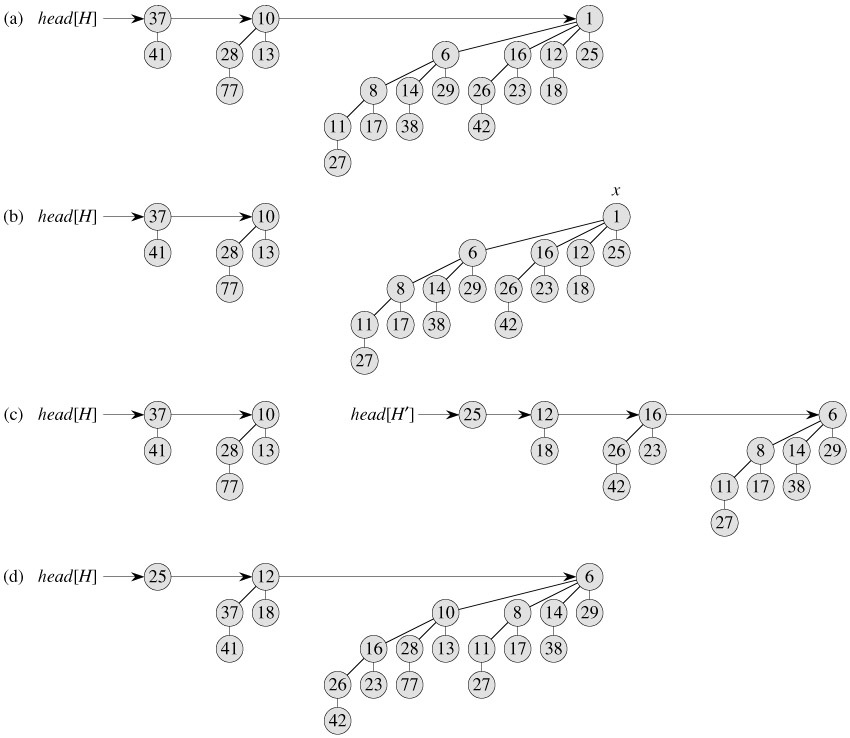 (a) head[H] 37 10 1
41 28 13 6 16 12 25
77 8 14 29 26 23 18
11 17 38 42
27
x
(b) head[H] 37 10 1
41 28 13 6 16 12 25
77 8 14 29 26 23 18
11 17 38 42
27
(c) head[H] 37 10 head[H′] 25 12 16 6
41 28 13 18 26 23 8 14 29
77 42 11 17 38
27
(d) head[H] 25 12 6
37 18 10 8 14 29
41 16 28 13 11 17 38
26 23 77 27
42